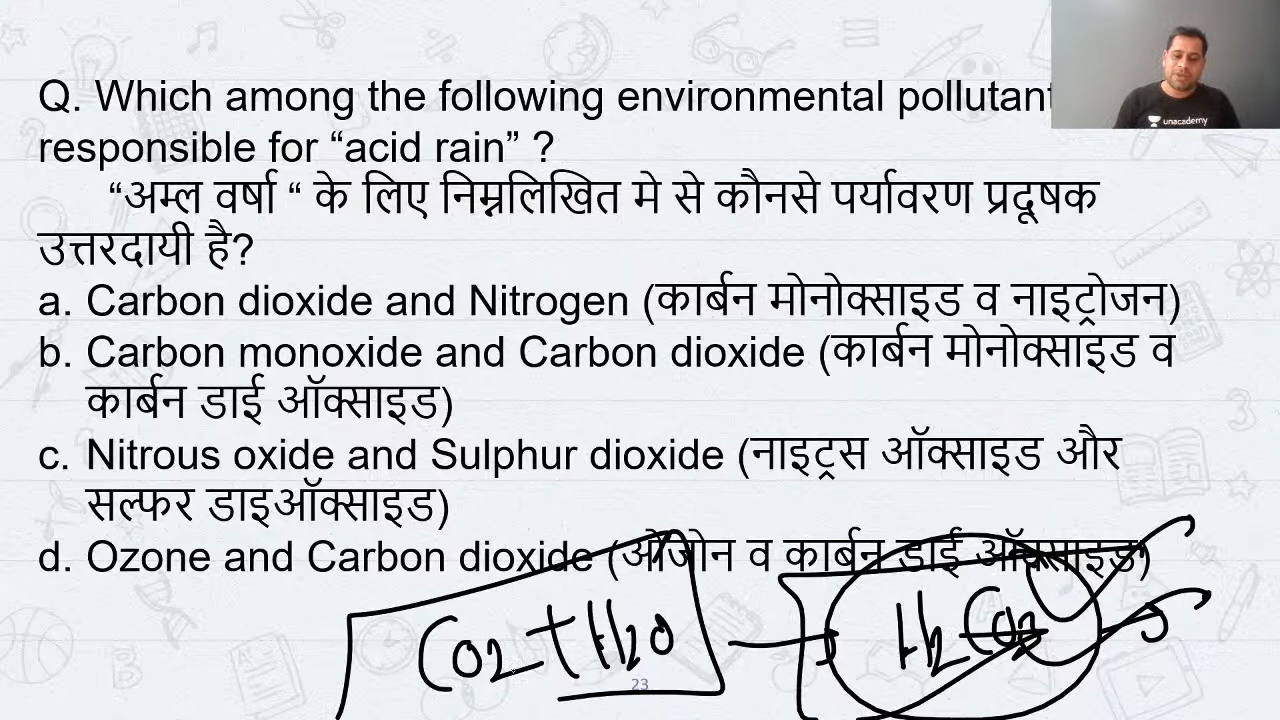 Q. Which among the following environmental pollutant
responsible for “acid rain” ?
“अम्ल वर्षा “ के लिए निम्नलिखित मे से कौनसे पर्यावरण प्रदूषक
उत्तरदायी है?
a. Carbon dioxide and Nitrogen (कार्बन मोनोक्साइड व नाइट्रोजन)
b. Carbon monoxide and Carbon dioxide (कार्बन मोनोक्साइड व
कार्बन डाई ऑक्साइड)
c. Nitrous oxide and Sulphur dioxide (नाइट्रस ऑक्साइड और
सल्फर डाइऑक्साइड)
d. Ozone and Carbon dioxide (औजोन व कार्बन डाई ऑक्साइड)
CO2 + H2O → H2CO3
23
unacademy